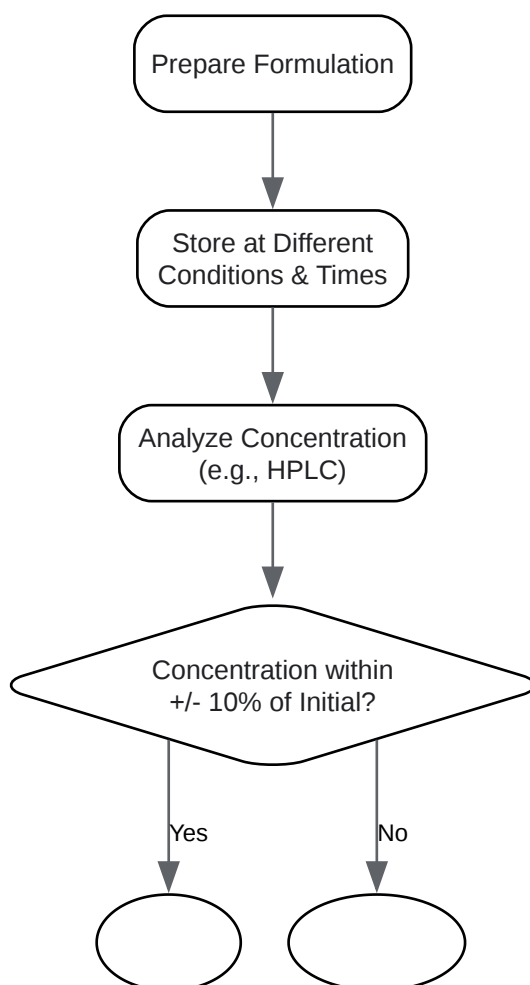 Prepare Formulation
Store at Different
Conditions & Times
Analyze Concentration
(e.g., HPLC)
Concentration within
+/- 10% of Initial?
Yes
No